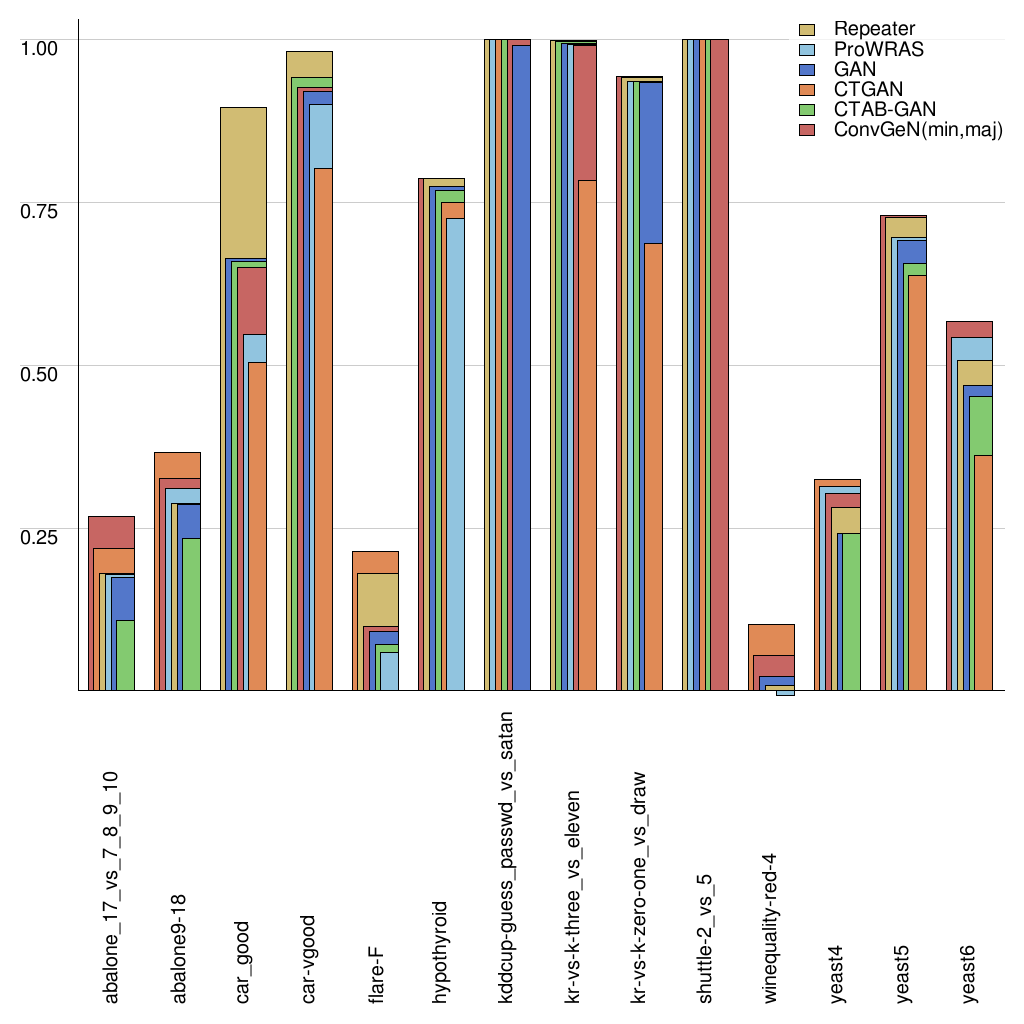 1.00
0.75
0.50
0.25
Repeater
ProWRAS
GAN
CTGAN
CTAB-GAN
ConvGeN(min,maj)
abalone_17_vs_7_8_9_10
abalone9-18
car_good
car-vgood
flare-F
hypothyroid
kddcup-guess_passwd_vs_satan
kr-vs-k-three_vs_eleven
kr-vs-k-zero-one_vs_draw
shuttle-2_vs_5
winequality-red-4
yeast4
yeast5
yeast6